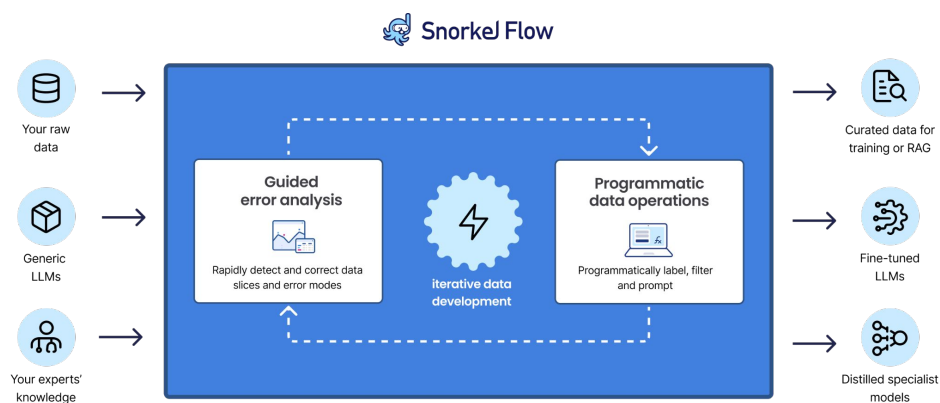 Snorkel Flow
Your raw
data
Generic
LLMs
Your experts'
knowledge
Guided
error analysis
Rapidly detect and correct data
slices and error modes
iterative data
development
Programmatic
data operations
fx
Programmatically label, filter
and prompt
Curated data for
training or RAG
Fine-tuned
LLMs
Distilled specialist
models